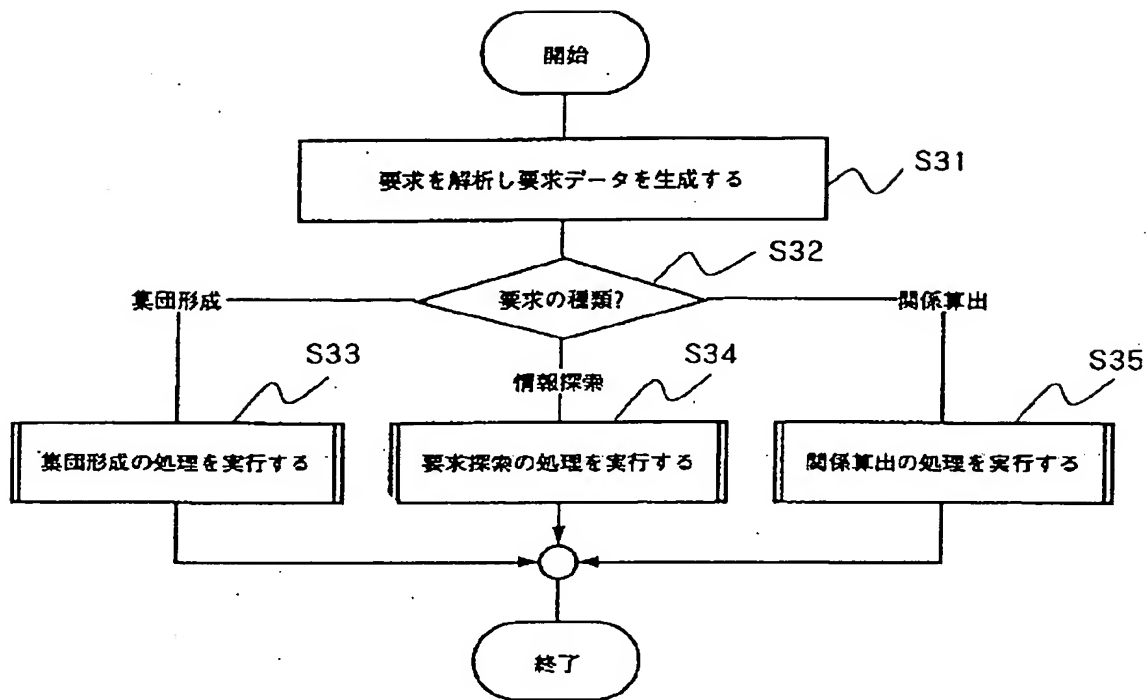 開始
要求を解析し要求データを生成する
S31
S32
要求の種類?
集団形成
関係算出
S33
情報探索
S34
S35
集団形成の処理を実行する
要求探索の処理を実行する
関係算出の処理を実行する
終了